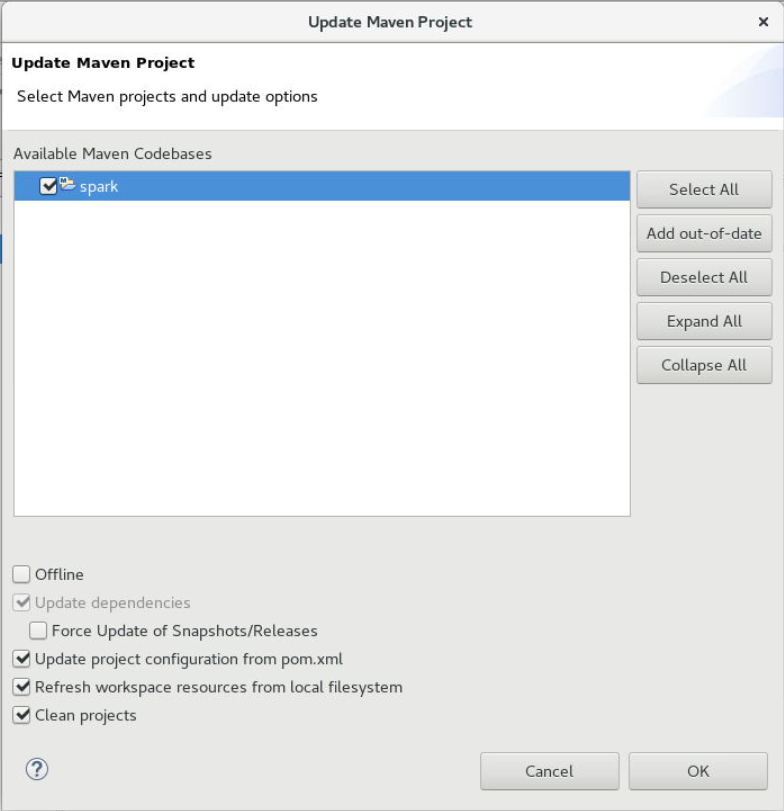 Update Maven Project
Update Maven Project
Select Maven projects and update options
Available Maven Codebases
spark
Select All
Add out-of-date
Deselect All
Expand All
Collapse All
Offline
Update dependencies
Force Update of Snapshots/Releases
Update project configuration from pom.xml
Refresh workspace resources from local filesystem
Clean projects
Cancel
OK